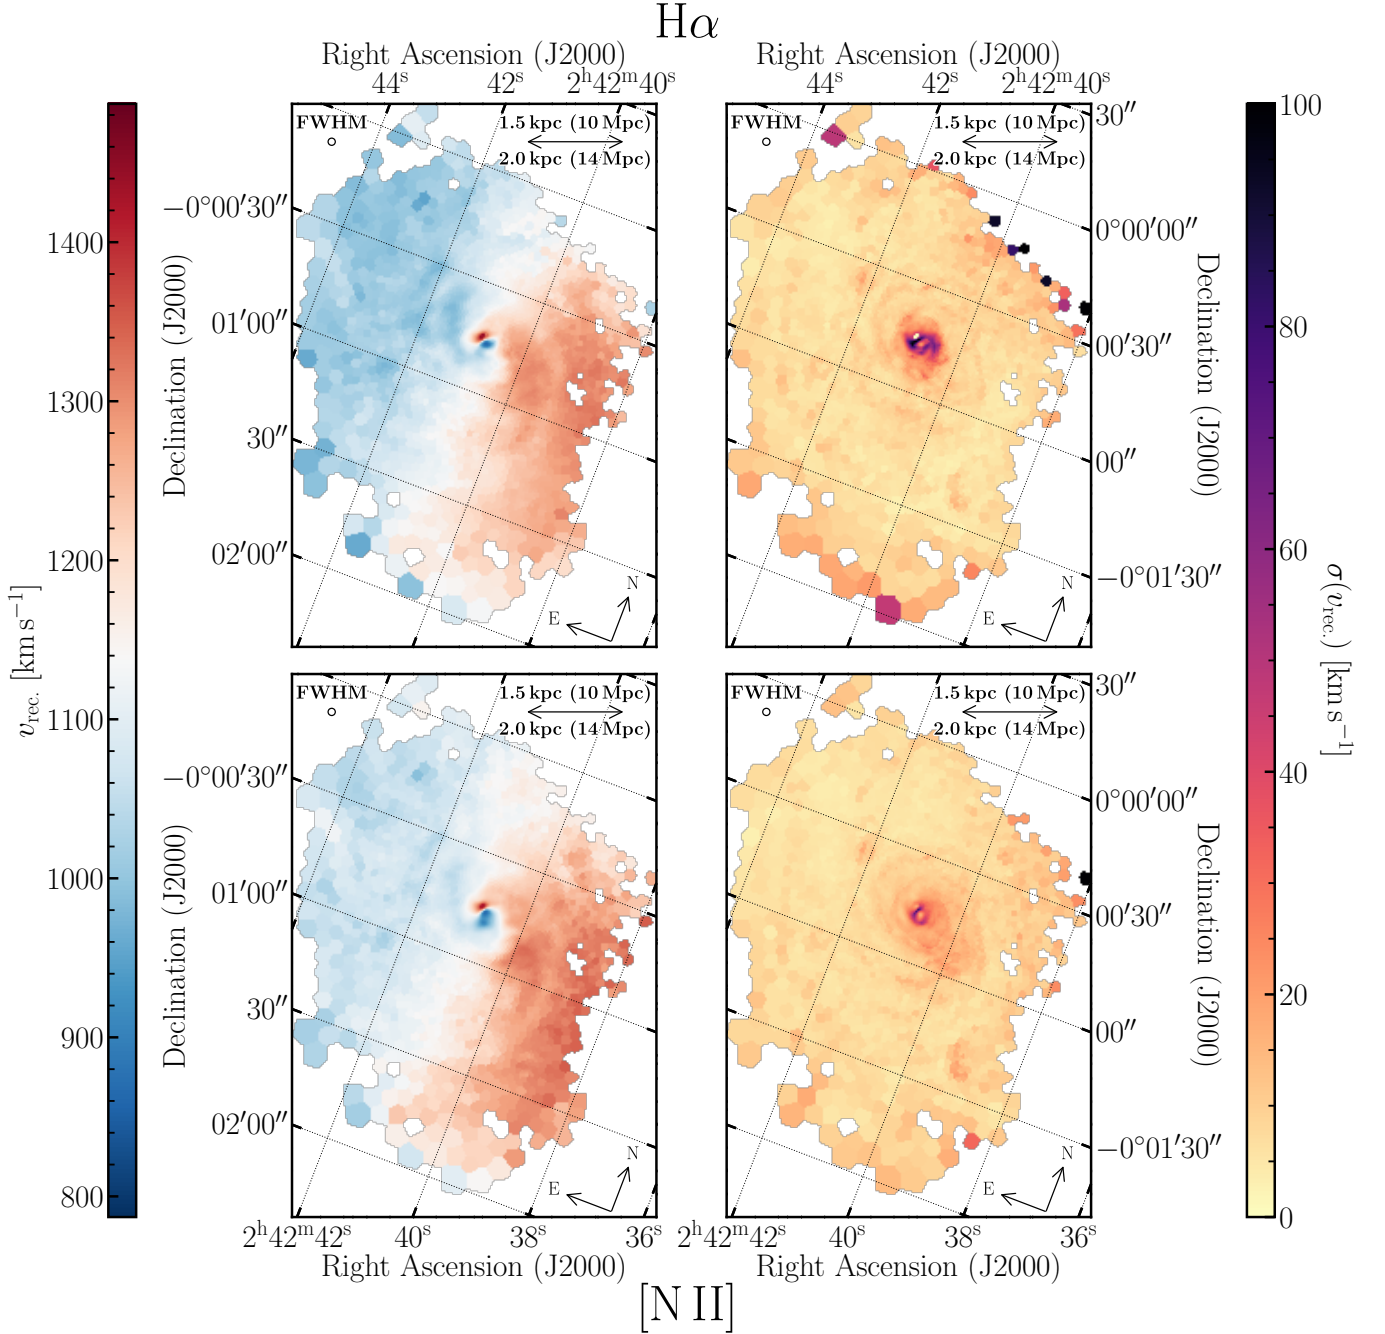 Hα
Right Ascension (J2000) Right Ascension (J2000)
44ˢ 42ˢ 2ʰ42ᵐ40ˢ 44ˢ 42ˢ 2ʰ42ᵐ40ˢ
FWHM 1.5 kpc (10 Mpc) FWHM 1.5 kpc (10 Mpc) 30″ 100
2.0 kpc (14 Mpc) 2.0 kpc (14 Mpc)
−0°00′30″ 0°00′00″
1400
01′00″ 00′30″ 80
Declination (J2000) Declination (J2000)
1300
30″ 00″
02′00″ −0°01′30″ 60
1200
N N
E E
v_rec. [km s⁻¹] σ(v_rec.) [km s⁻¹]
FWHM 1.5 kpc (10 Mpc) FWHM 1.5 kpc (10 Mpc) 30″
1100
2.0 kpc (14 Mpc) 2.0 kpc (14 Mpc)
−0°00′30″ 0°00′00″ 40
1000
01′00″ 00′30″
Declination (J2000) Declination (J2000)
30″ 00″ 20
900
02′00″ −0°01′30″
N N
E E
800 0
2ʰ42ᵐ42ˢ 40ˢ 38ˢ 36ˢ 2ʰ42ᵐ42ˢ 40ˢ 38ˢ 36ˢ
Right Ascension (J2000) Right Ascension (J2000)
[N II]